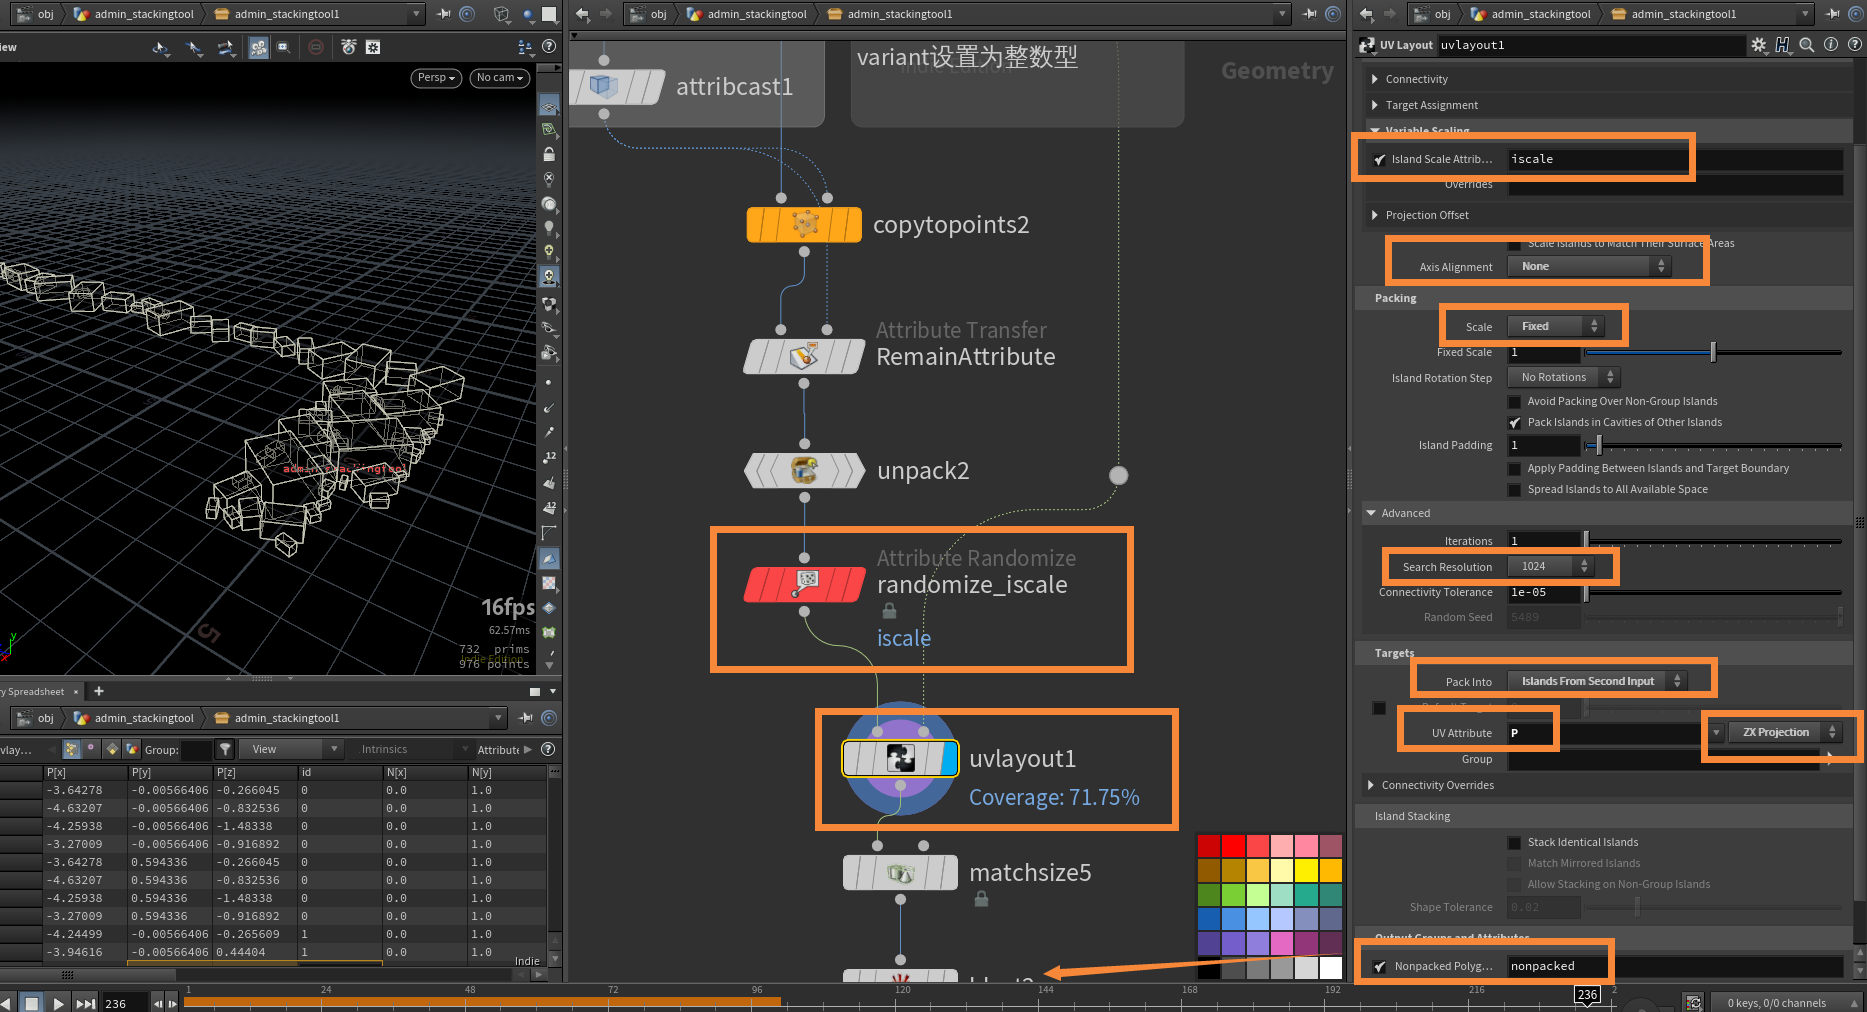 obj admin_stackingtool admin_stackingtool1
iew
Persp
No cam
12
12
admin_stackingtool
5
16fps
62.57ms
732 prims
Indie Edition
976 points
y
x
obj admin_stackingtool admin_stackingtool1
variant设置为整数型
Indie Edition
Geometry
attribcast1
copytopoints2
Attribute Transfer
RemainAttribute
unpack2
Attribute Randomize
randomize_iscale
iscale
uvlayout1
Coverage: 71.75%
matchsize5
obj admin_stackingtool admin_stackingtool1
UV Layout uvlayout1
Connectivity
Target Assignment
Variable Scaling
Island Scale Attrib... iscale
Overrides
Projection Offset
Scale Islands to Match Their Surface Areas
Axis Alignment None
Packing
Scale Fixed
Fixed Scale 1
Island Rotation Step No Rotations
Avoid Packing Over Non-Group Islands
Pack Islands in Cavities of Other Islands
Island Padding 1
Apply Padding Between Islands and Target Boundary
Spread Islands to All Available Space
Advanced
Iterations 1
Search Resolution 1024
Connectivity Tolerance 1e-05
Random Seed 5489
Targets
Pack Into Islands From Second Input
UV Attribute P ZX Projection
Group
Connectivity Overrides
Island Stacking
Stack Identical Islands
Match Mirrored Islands
Allow Stacking on Non-Group Islands
Shape Tolerance 0.02
Output Groups and Attributes
Nonpacked Polyg... nonpacked
y Spreadsheet × +
obj admin_stackingtool admin_stackingtool1
vlay... Group: View Intrinsics Attribute
P[x] P[y] P[z] id N[x] N[y]
-3.64278 -0.00566406 -0.266045 0 0.0 1.0
-4.63207 -0.00566406 -0.832536 0 0.0 1.0
-4.25938 -0.00566406 -1.48338 0 0.0 1.0
-3.27009 -0.00566406 -0.916892 0 0.0 1.0
-3.64278 0.594336 -0.266045 0 0.0 1.0
-4.63207 0.594336 -0.832536 0 0.0 1.0
-4.25938 0.594336 -1.48338 0 0.0 1.0
-3.27009 0.594336 -0.916892 0 0.0 1.0
-4.24499 -0.00566406 -0.265609 1 0.0 1.0
-3.94616 -0.00566406 0.44404 1 0.0 1.0
Indie
236
1 24 48 72 96 120 144 168 192 216 2
236
0 keys, 0/0 channels